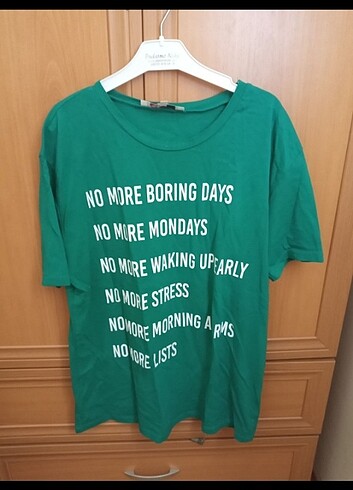 NO MORE BORING DAYS
NO MORE MONDAYS
NO MORE WAKING UP EARLY
NO MORE STRESS
NO MORE MORNING A RMS
NO MORE LISTS